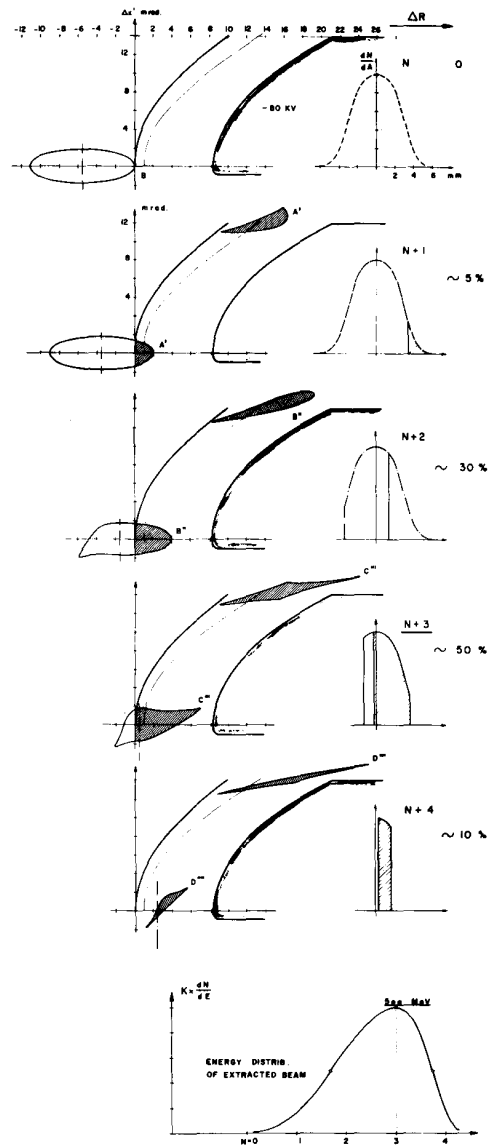 Δx' mrad.
-12 -10 -8 -6 -4 -2 0 2 4 6 8 10 12 14 16 18 20 22 24 26
ΔR
12
8
4
B
-80 KV
dN
dA
N 0
2 4 6 mm
mrad.
12
8
4
A'
A'
N+1
~ 5 %
B"
B"
N+2
~ 30 %
C'''
C'''
N+3
~ 50 %
D''''
D''''
N+4
~ 10 %
K× dN
dE
MeV
ENERGY DISTRIB.
OF EXTRACTED BEAM
N=0 1 2 3 4